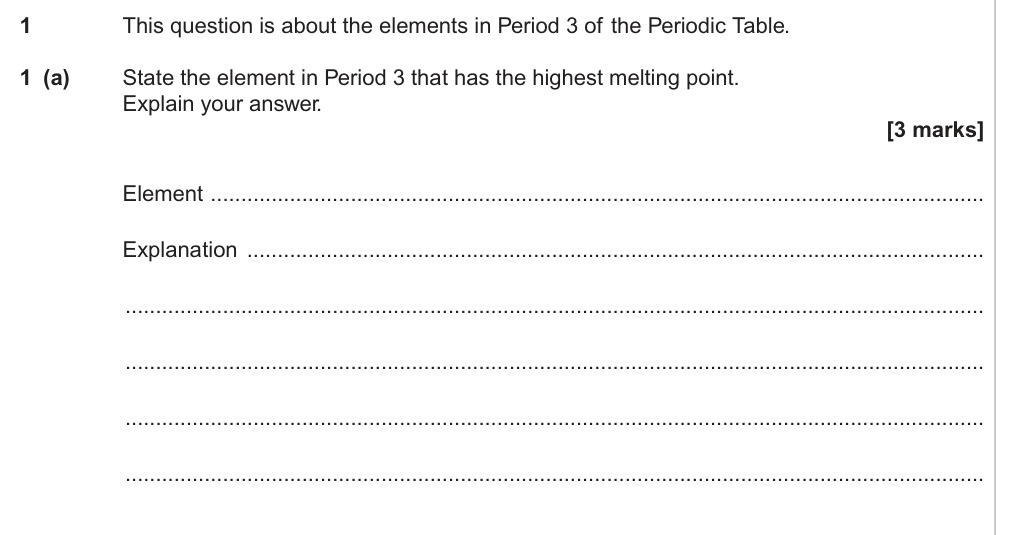 1 This question is about the elements in Period 3 of the Periodic Table.
1 (a) State the element in Period 3 that has the highest melting point.
Explain your answer.
[3 marks]
Element ..........................................................................................
Explanation ..........................................................................................
..........................................................................................
..........................................................................................
..........................................................................................
..........................................................................................